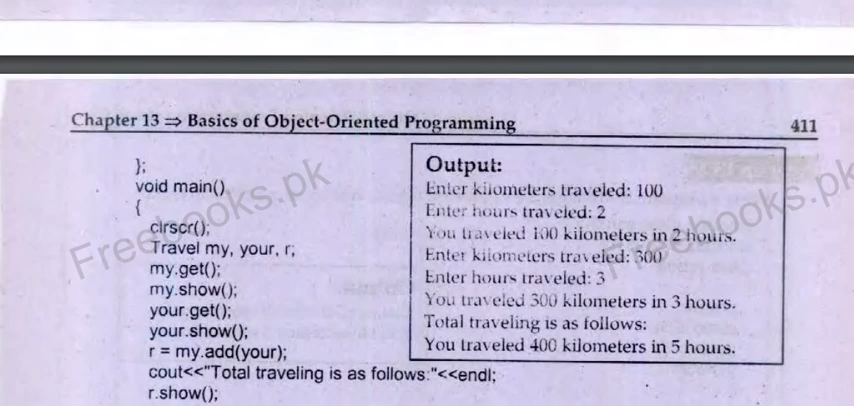 Chapter 13 ⇒ Basics of Object-Oriented Programming 411
};
void main()
{
clrscr();
Travel my, your, r;
my.get();
my.show();
your.get();
your.show();
r = my.add(your);
cout<<"Total traveling is as follows:"<<endl;
r.show();
Output:
Enter kilometers traveled: 100
Enter hours traveled: 2
You traveled 100 kilometers in 2 hours.
Enter kilometers traveled: 300
Enter hours traveled: 3
You traveled 300 kilometers in 3 hours.
Total traveling is as follows:
You traveled 400 kilometers in 5 hours.
Freebooks.pk
Freebooks.pk